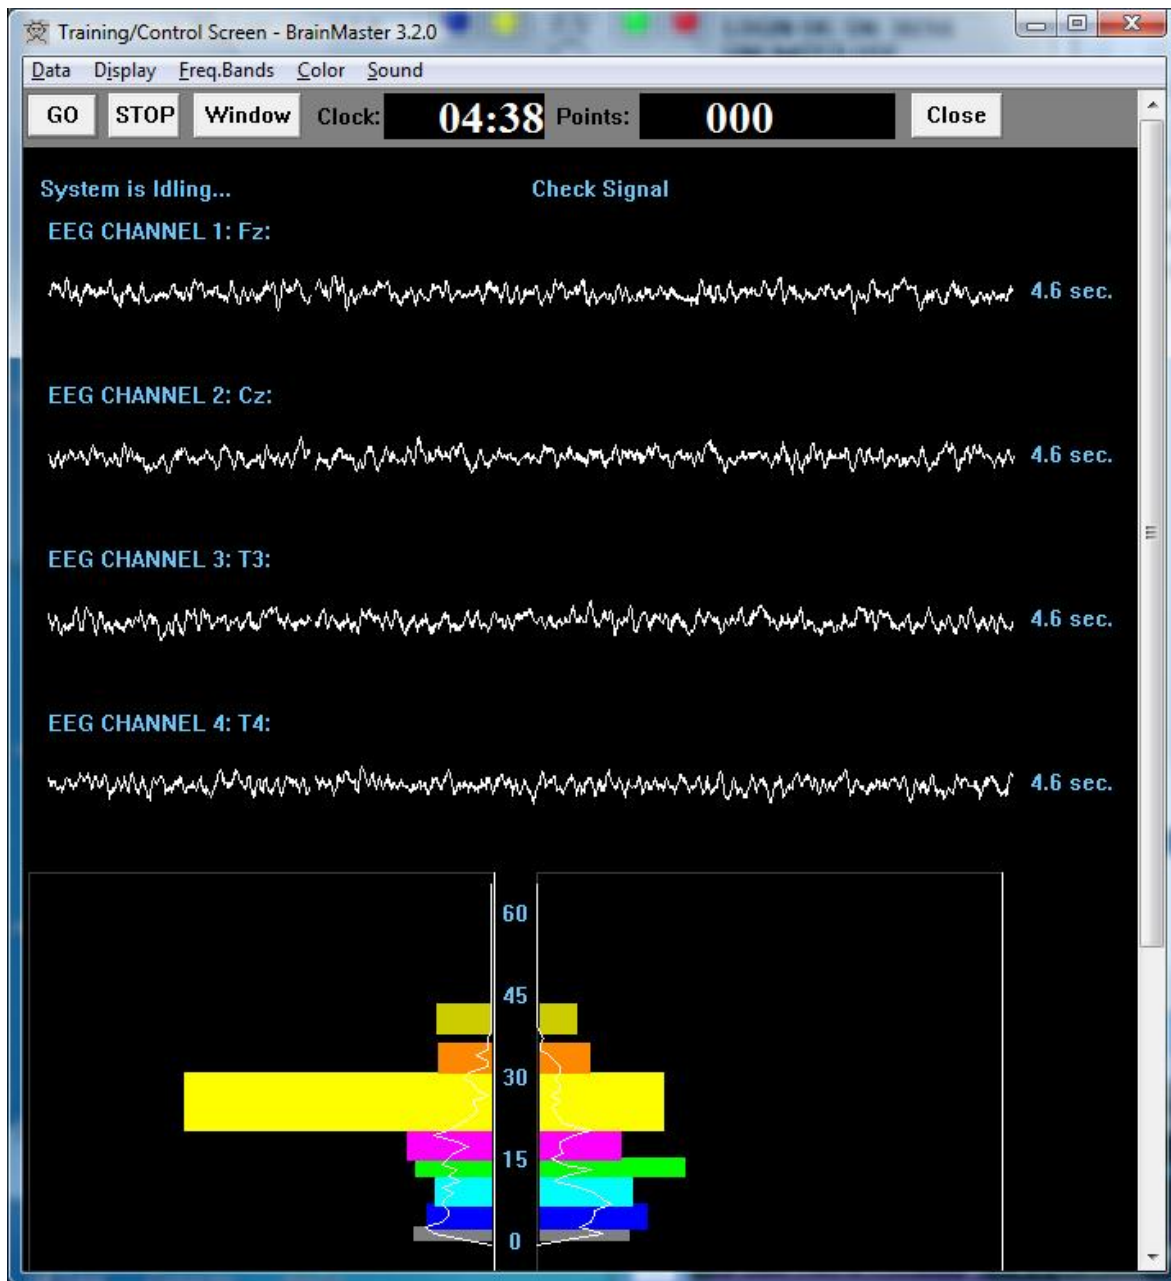 Training/Control Screen - BrainMaster 3.2.0
Data Display Freq.Bands Color Sound
GO STOP Window Clock: 04:38 Points: 000 Close
System is Idling... Check Signal
EEG CHANNEL 1: Fz:
4.6 sec.
EEG CHANNEL 2: Cz:
4.6 sec.
EEG CHANNEL 3: T3:
4.6 sec.
EEG CHANNEL 4: T4:
4.6 sec.
60
45
30
15
0